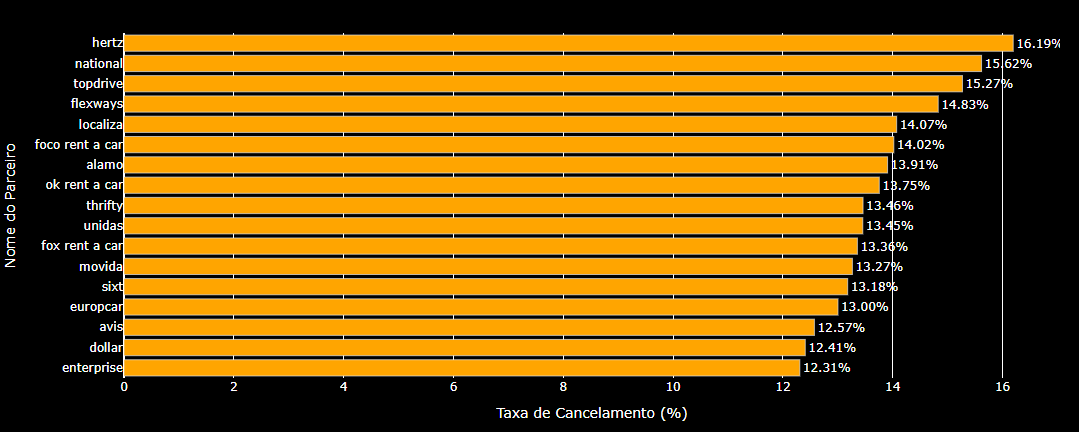 hertz 16.19%
national 15.62%
topdrive 15.27%
flexways 14.83%
localiza 14.07%
foco rent a car 14.02%
alamo 13.91%
ok rent a car 13.75%
thrifty 13.46%
unidas 13.45%
fox rent a car 13.36%
movida 13.27%
sixt 13.18%
europcar 13.00%
avis 12.57%
dollar 12.41%
enterprise 12.31%
0 2 4 6 8 10 12 14 16
Taxa de Cancelamento (%)
Nome do Parceiro